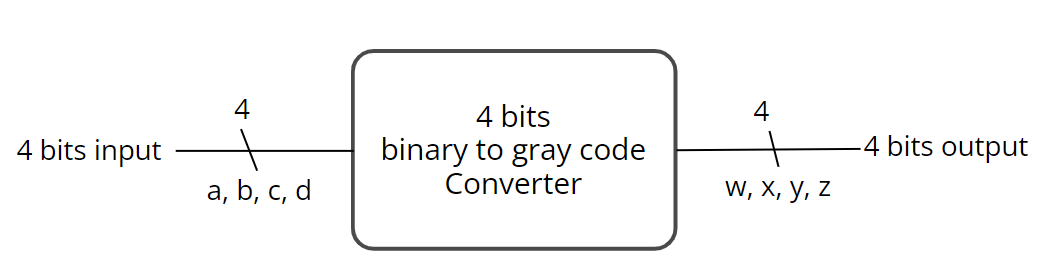 4 bits input
4
a, b, c, d
4 bits
binary to gray code
Converter
4
w, x, y, z
4 bits output